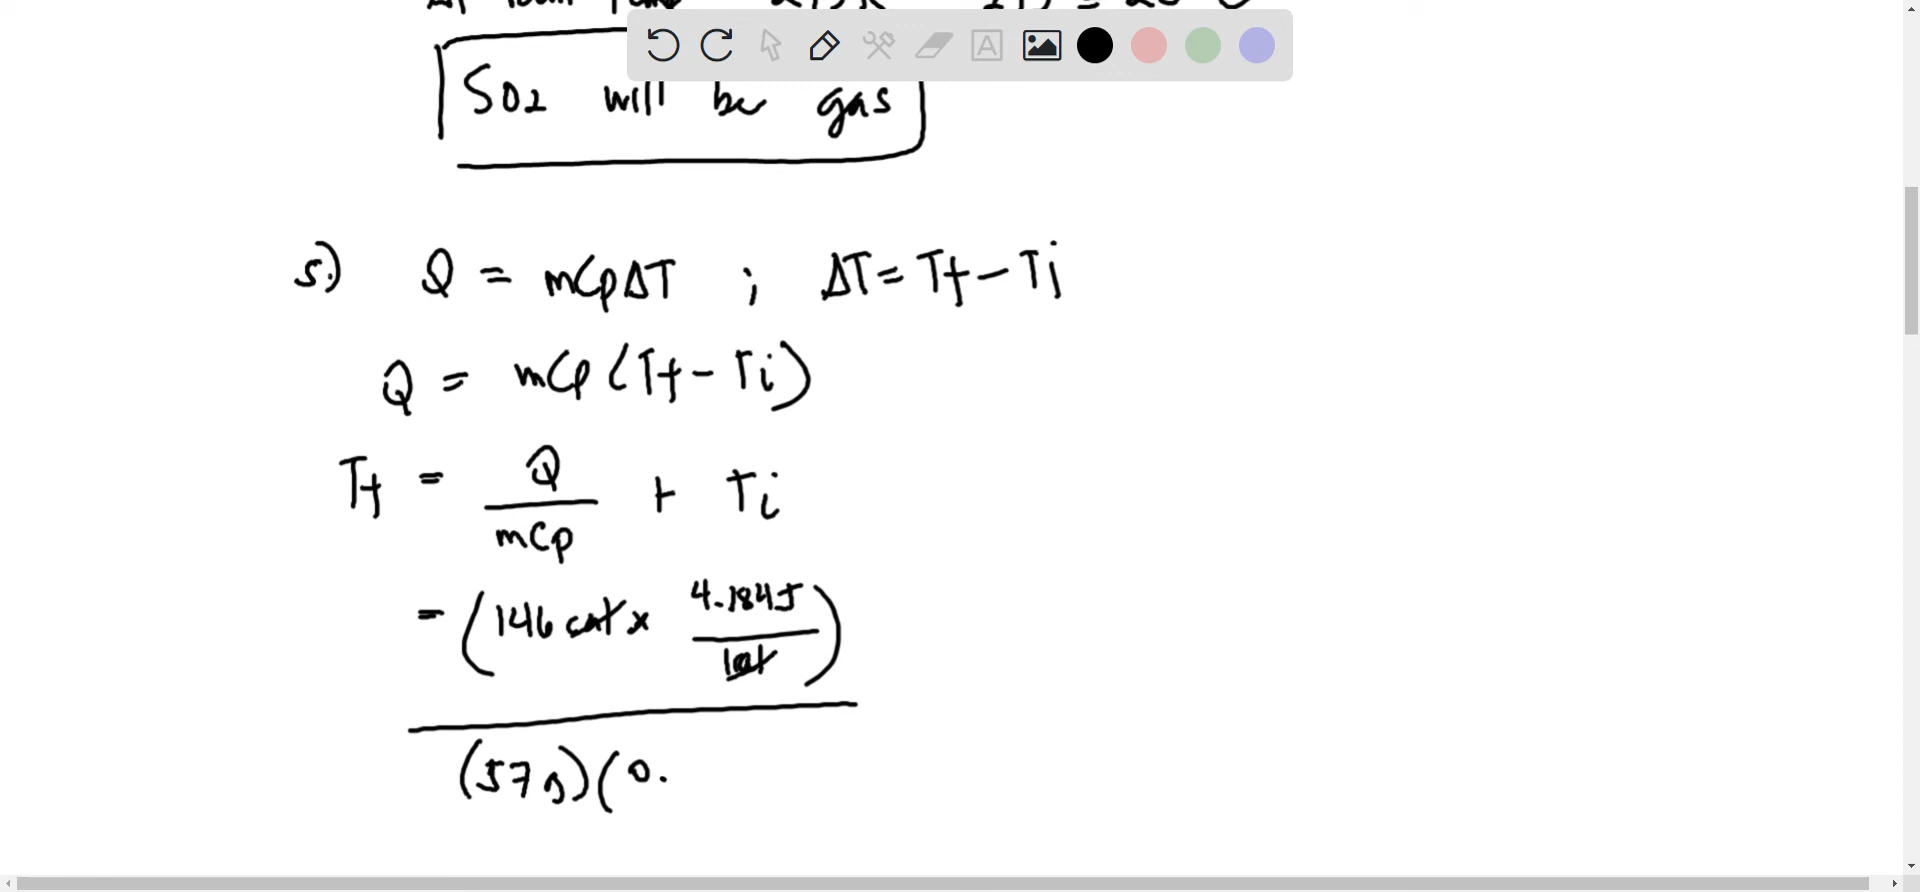 SO2 will be gas
5.) Q = mCpΔT ; ΔT = Tf - Ti
Q = mCp (Tf - Ti)
Tf = Q/mCp + Ti
= (146 cal x 4.184J/1cal)
(57g)(0.